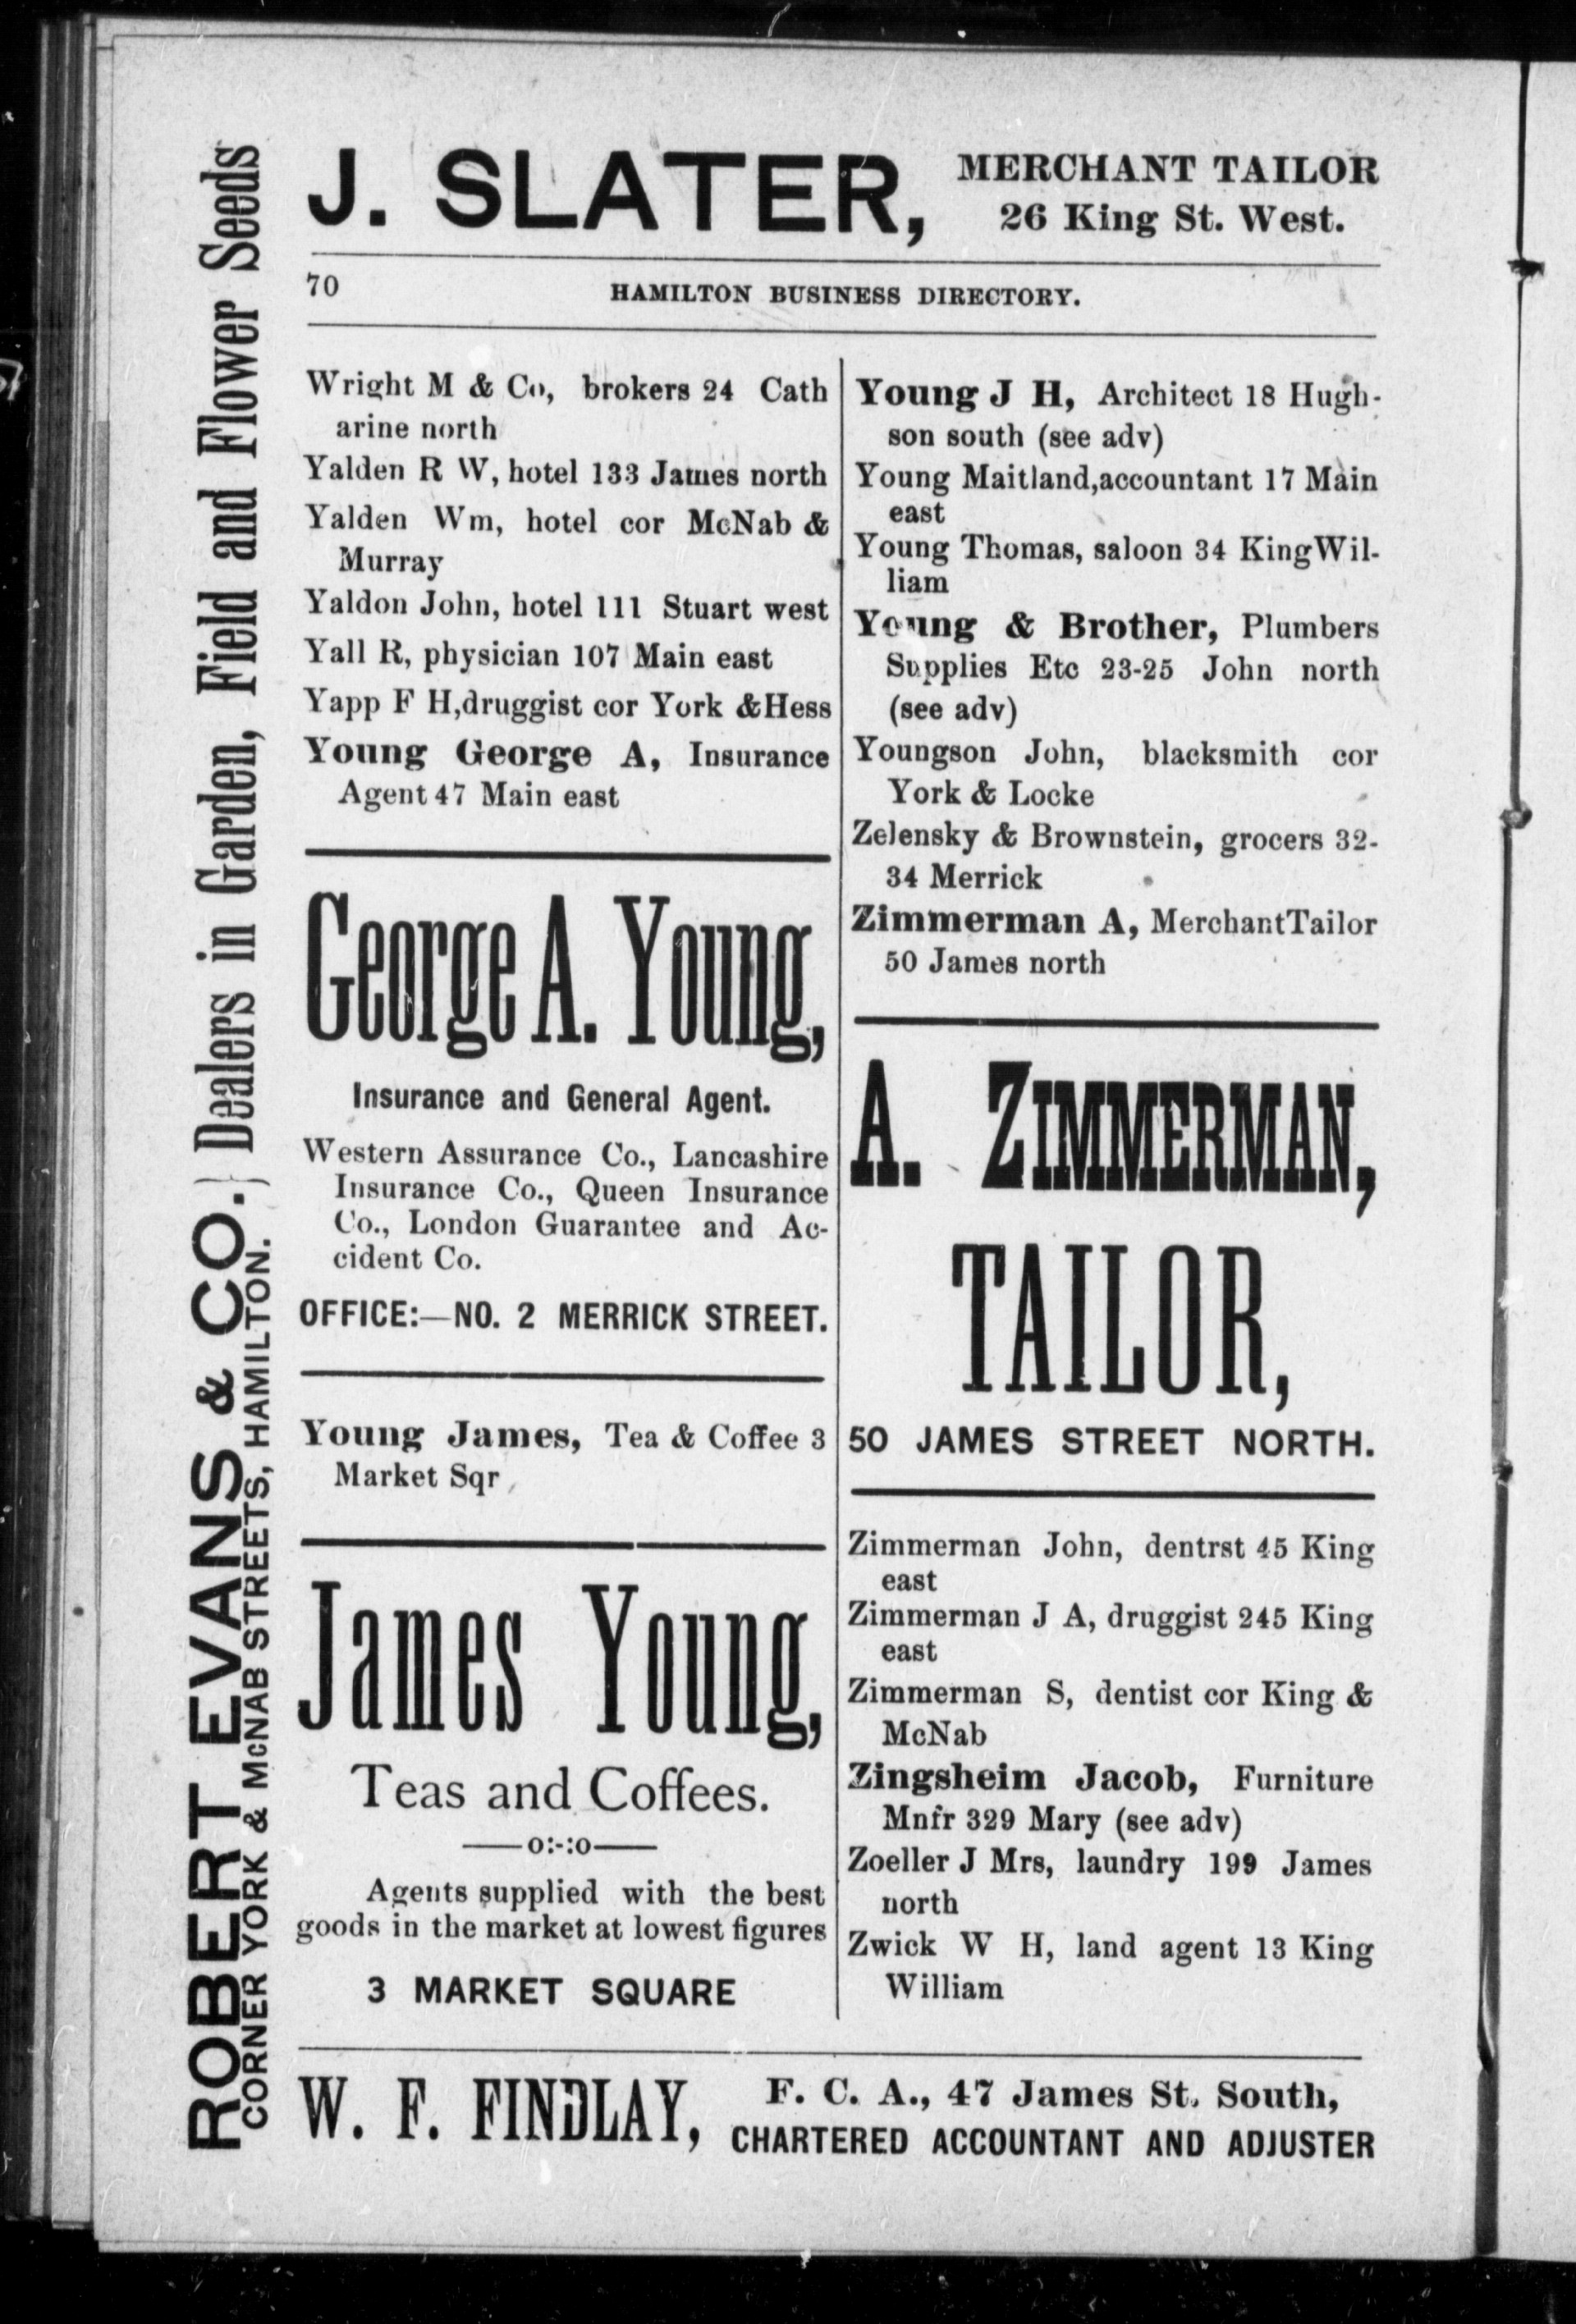 J. SLATER, MERCHANT TAILOR
26 King St. West.
70 HAMILTON BUSINESS DIRECTORY.
Wright M & Co, brokers 24 Cath
arine north
Yalden R W, hotel 133 James north
Yalden Wm, hotel cor McNab &
Murray
Yaldon John, hotel 111 Stuart west
Yall R, physician 107 Main east
Yapp F H,druggist cor York &Hess
Young George A, Insurance
Agent 47 Main east
George A. Young,
Insurance and General Agent.
Western Assurance Co., Lancashire
Insurance Co., Queen Insurance
Co., London Guarantee and Ac-
cident Co.
OFFICE:—NO. 2 MERRICK STREET.
Young James, Tea & Coffee 3
Market Sqr
James Young,
Teas and Coffees.
——o:-:o——
Agents supplied with the best
goods in the market at lowest figures
3 MARKET SQUARE
Young J H, Architect 18 Hugh-
son south (see adv)
Young Maitland,accountant 17 Main
east
Young Thomas, saloon 34 KingWil-
liam
Young & Brother, Plumbers
Supplies Etc 23-25 John north
(see adv)
Youngson John, blacksmith cor
York & Locke
Zelensky & Brownstein, grocers 32-
34 Merrick
Zimmerman A, MerchantTailor
50 James north
A. ZIMMERMAN,
TAILOR,
50 JAMES STREET NORTH.
Zimmerman John, dentrst 45 King
east
Zimmerman J A, druggist 245 King
east
Zimmerman S, dentist cor King &
McNab
Zingsheim Jacob, Furniture
Mnfr 329 Mary (see adv)
Zoeller J Mrs, laundry 199 James
north
Zwick W H, land agent 13 King
William
W. F. FINDLAY, F. C. A., 47 James St. South,
CHARTERED ACCOUNTANT AND ADJUSTER
ROBERT EVANS & CO. } Dealers in Garden, Field and Flower Seeds
CORNER YORK & McNAB STREETS, HAMILTON.